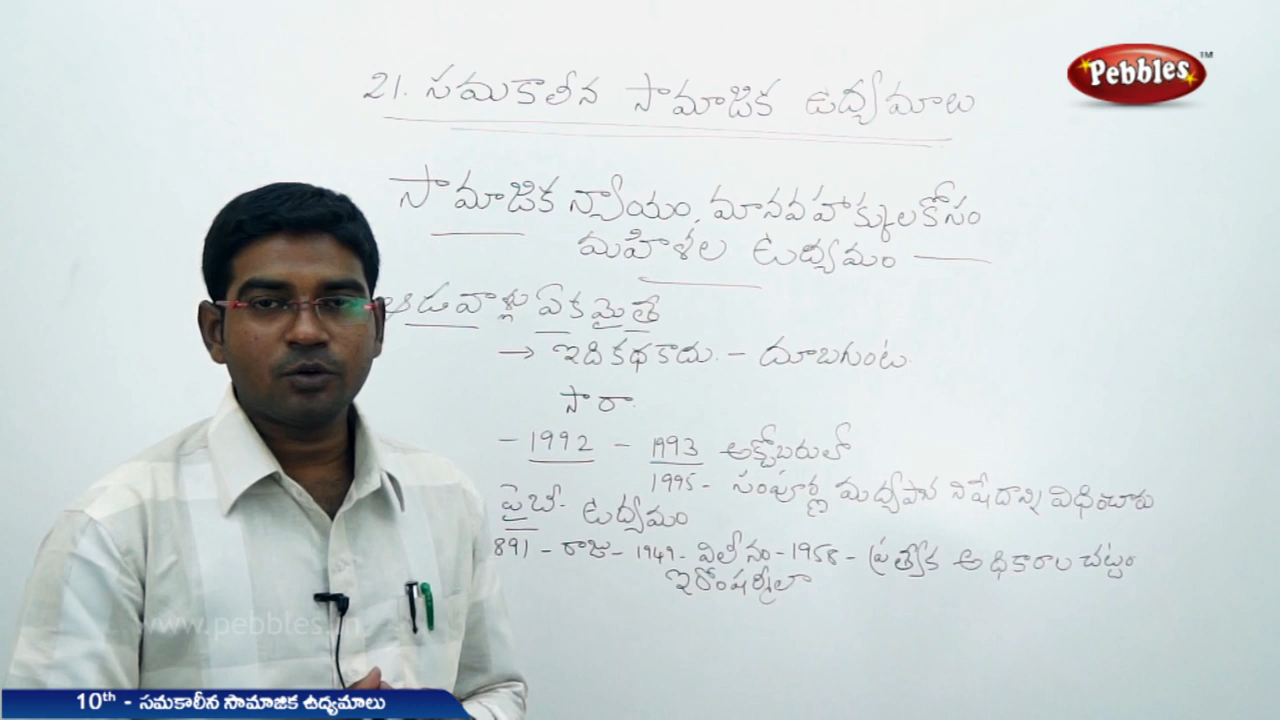 Pebbles™
21. సమకాలీన సామాజిక ఉద్యమాలు
సామాజిక న్యాయం, మానవహక్కులకోసం
మహిళల ఉద్యమం
ఆడవాళ్లు ఏకమైతే
→ ఇది కథకాదు. - దూబగుంట
సారా.
- 1992 - 1993 అక్టోబరులో
1995- సంపూర్ణ మద్యపాన నిషేదాన్ని విధించారు
పైబీ- ఉద్యమం
891 - రాజు - 1949 - విలీనం - 1958 - ప్రత్యేక అధికారాల చట్టం
ఇరోంషర్మీలా
www.pebbles.in
10th - సమకాలీన సామాజిక ఉద్యమాలు